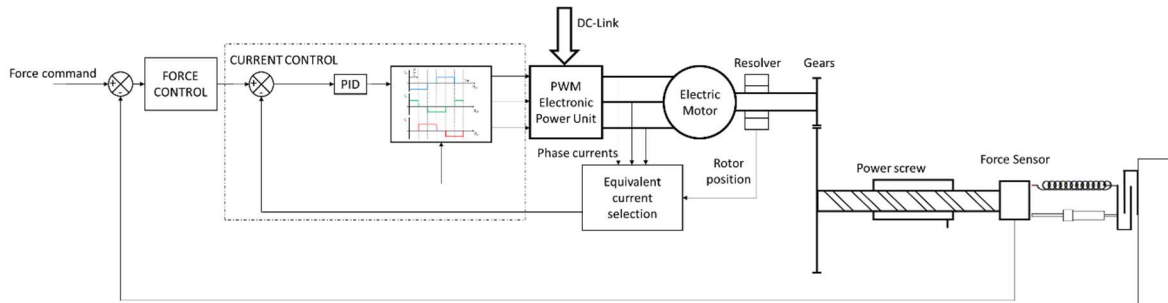 DC-Link
CURRENT CONTROL
Resolver
Gears
Force command
FORCE
CONTROL
PID
PWM
Electronic
Power Unit
Electric
Motor
Phase currents
Rotor
position
Equivalent
current
selection
Power screw
Force Sensor